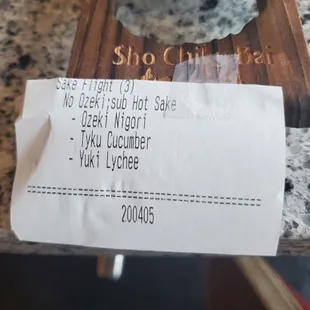 Sho Chiku Bai
Sake Flight (3)
No Ozeki;sub Hot Sake
- Ozeki Nigori
- Tyku Cucumber
- Yuki Lychee
200405